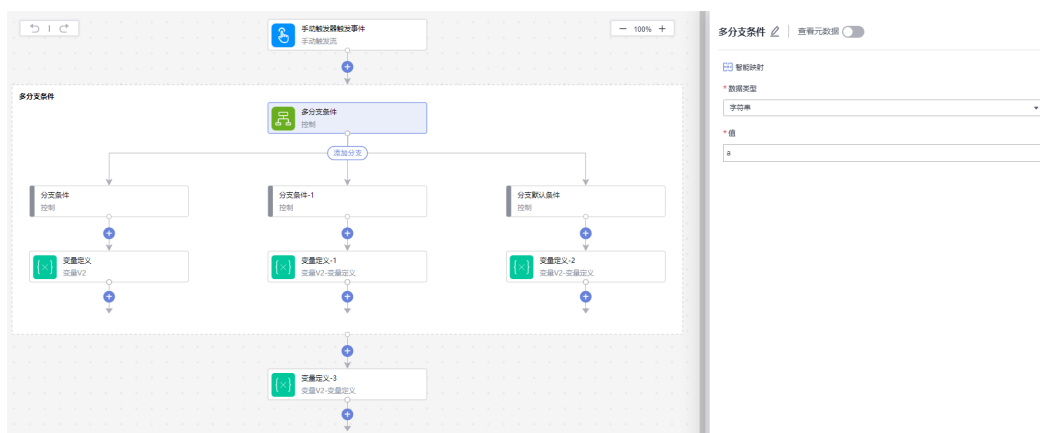 手动触发器触发事件
手动触发流
100%
多分支条件
多分支条件
控制
添加分支
分支条件
控制
分支条件-1
控制
分支默认条件
控制
变量定义
变量V2
变量定义-1
变量V2-变量定义
变量定义-2
变量V2-变量定义
变量定义-3
变量V2-变量定义
多分支条件
查看元数据
智能映射
* 数据类型
字符串
* 值
a